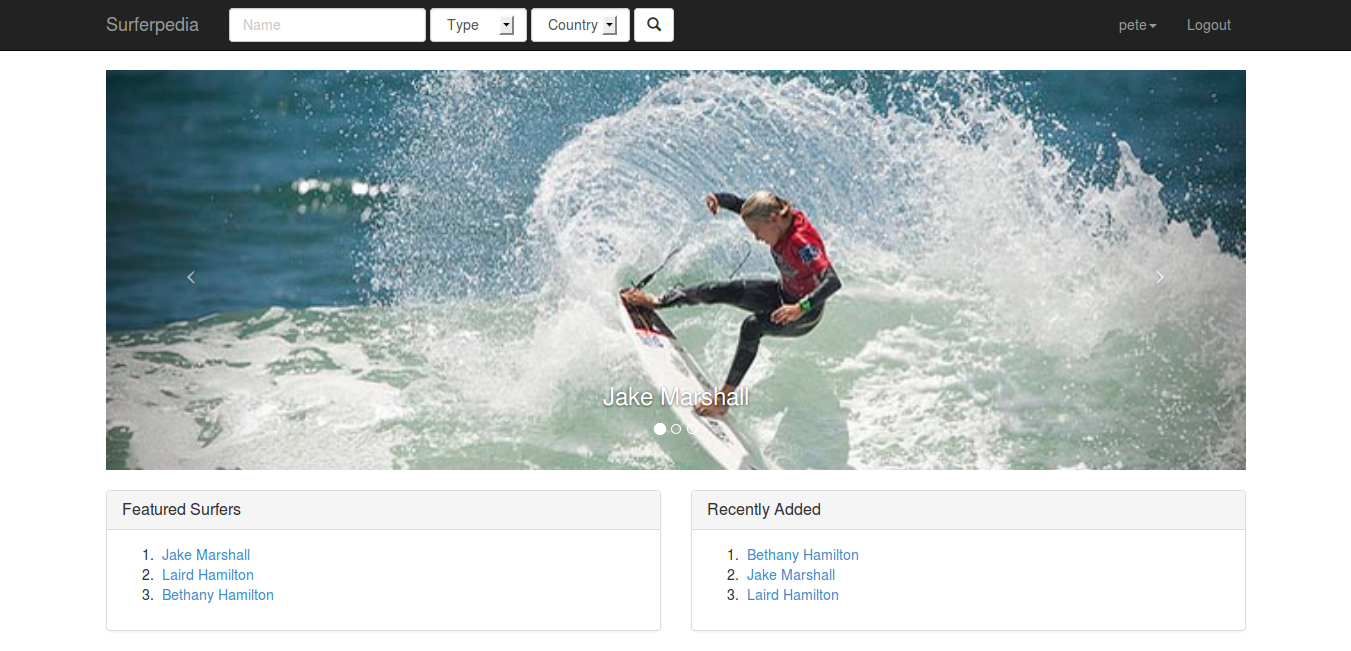 Surferpedia Name Type Country pete Logout
Jake Marshall
Featured Surfers
1. Jake Marshall
2. Laird Hamilton
3. Bethany Hamilton
Recently Added
1. Bethany Hamilton
2. Jake Marshall
3. Laird Hamilton